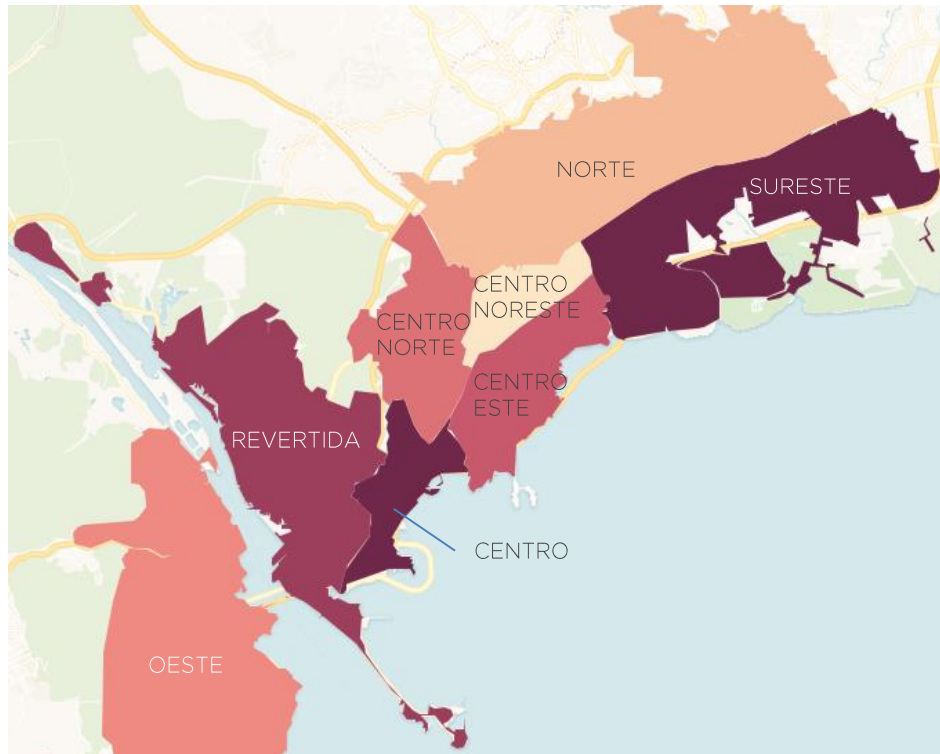 NORTE
SURESTE
CENTRO
NORESTE
CENTRO
NORTE
CENTRO
ESTE
REVERTIDA
CENTRO
OESTE